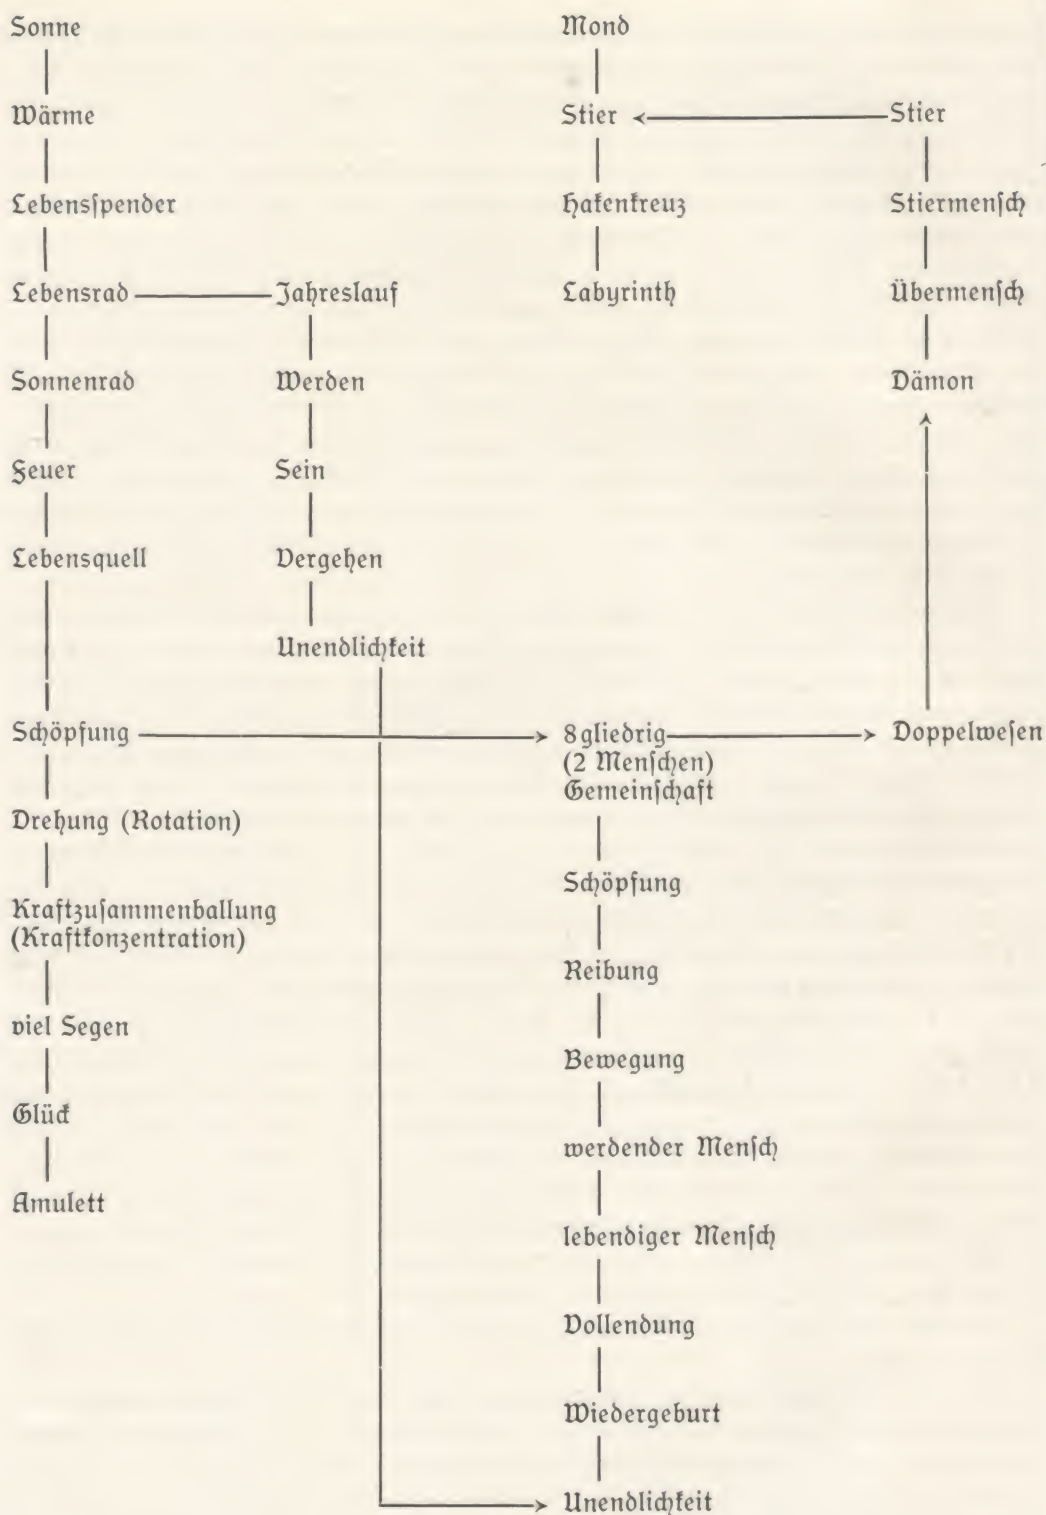 Sonne
Wärme
Lebensspender
Lebensrad
Sonnenrad
Feuer
Lebensquell
Schöpfung
Drehung (Rotation)
Kraftzusammenballung
(Kraftkonzentration)
viel Segen
Glück
Amulett
Jahreslauf
Werden
Sein
Vergehen
Unendlichkeit
Mond
Stier
Hakenkreuz
Labyrinth
8gliedrig
(2 Menschen)
Gemeinschaft
Schöpfung
Reibung
Bewegung
werdender Mensch
lebendiger Mensch
Vollendung
Wiedergeburt
Unendlichkeit
Stier
Stiermensch
Übermensch
Dämon
Doppelwesen